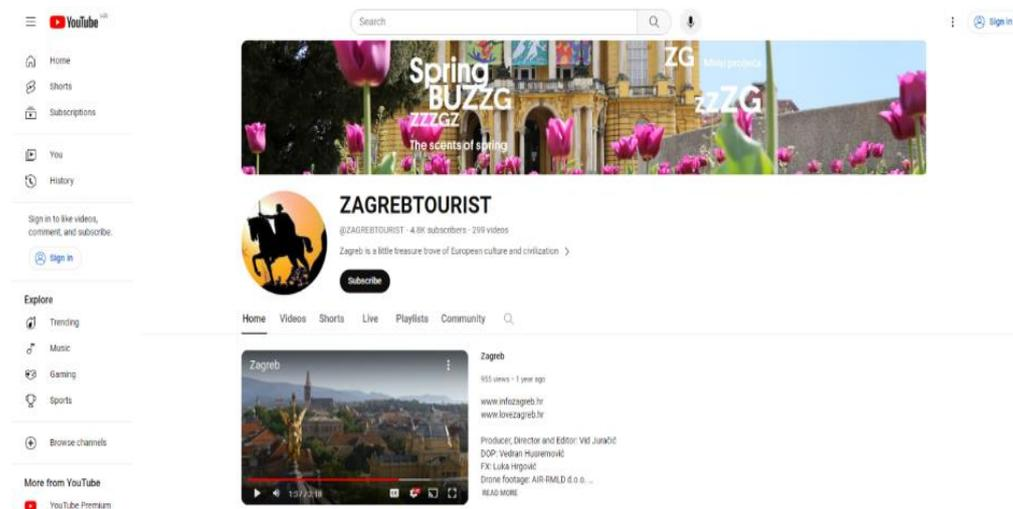 YouTube
Search
Sign in
Home
Shorts
Subscriptions
You
History
Sign in to like videos,
comment, and subscribe.
Sign in
Explore
Trending
Music
Gaming
Sports
Browse channels
More from YouTube
YouTube Premium
Spring
BUZZG
ZZZGZ
The scents of spring
ZG
zzZG
ZAGREBTOURIST
@ZAGREBTOURIST · 4.8K subscribers · 299 videos
Zagreb is a little treasure trove of European culture and civilization
Subscribe
Home Videos Shorts Live Playlists Community
Zagreb
1:37 / 3:18
Zagreb
955 views · 1 year ago
www.infozagreb.hr
www.lovezagreb.hr
Producer, Director and Editor: Vid Juračić
DOP: Vedran Husremović
FX: Luka Hrgović
Drone footage: AIR-RMLD d.o.o. ...
READ MORE